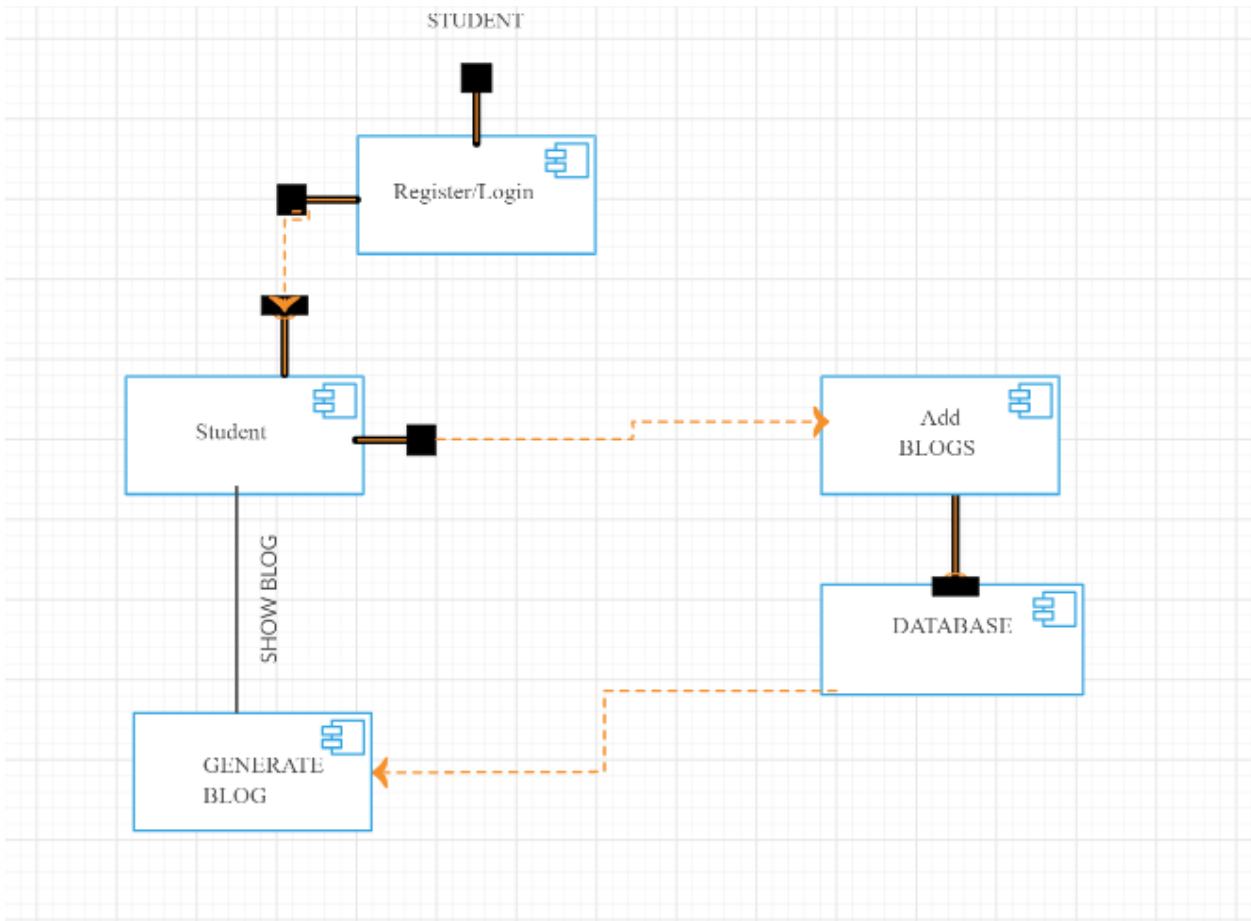 STUDENT
Register/Login
Student
Add
BLOGS
SHOW BLOG
DATABASE
GENERATE
BLOG